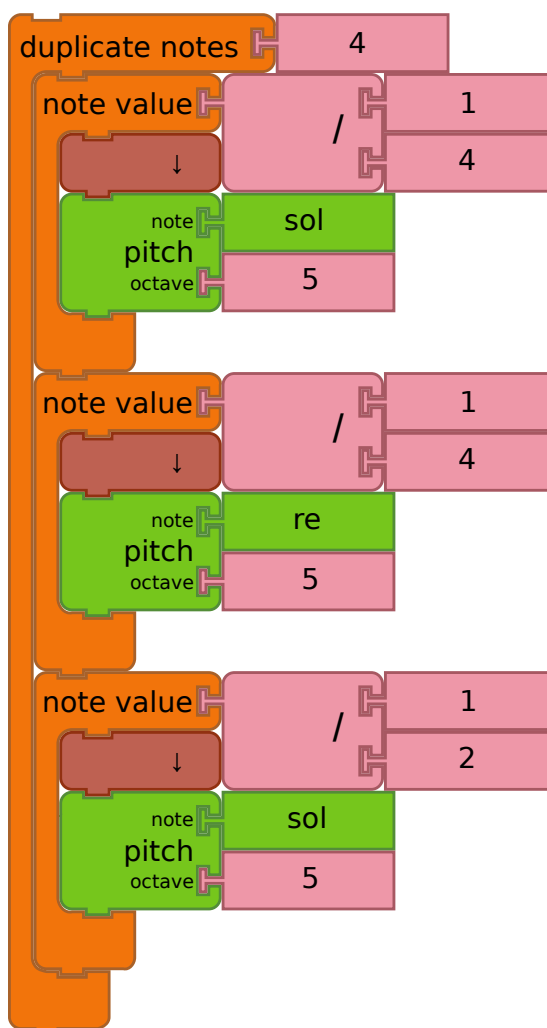 duplicate notes 4
note value / 1
4
↓
note sol
pitch
octave 5
note value / 1
4
↓
note re
pitch
octave 5
note value / 1
2
↓
note sol
pitch
octave 5